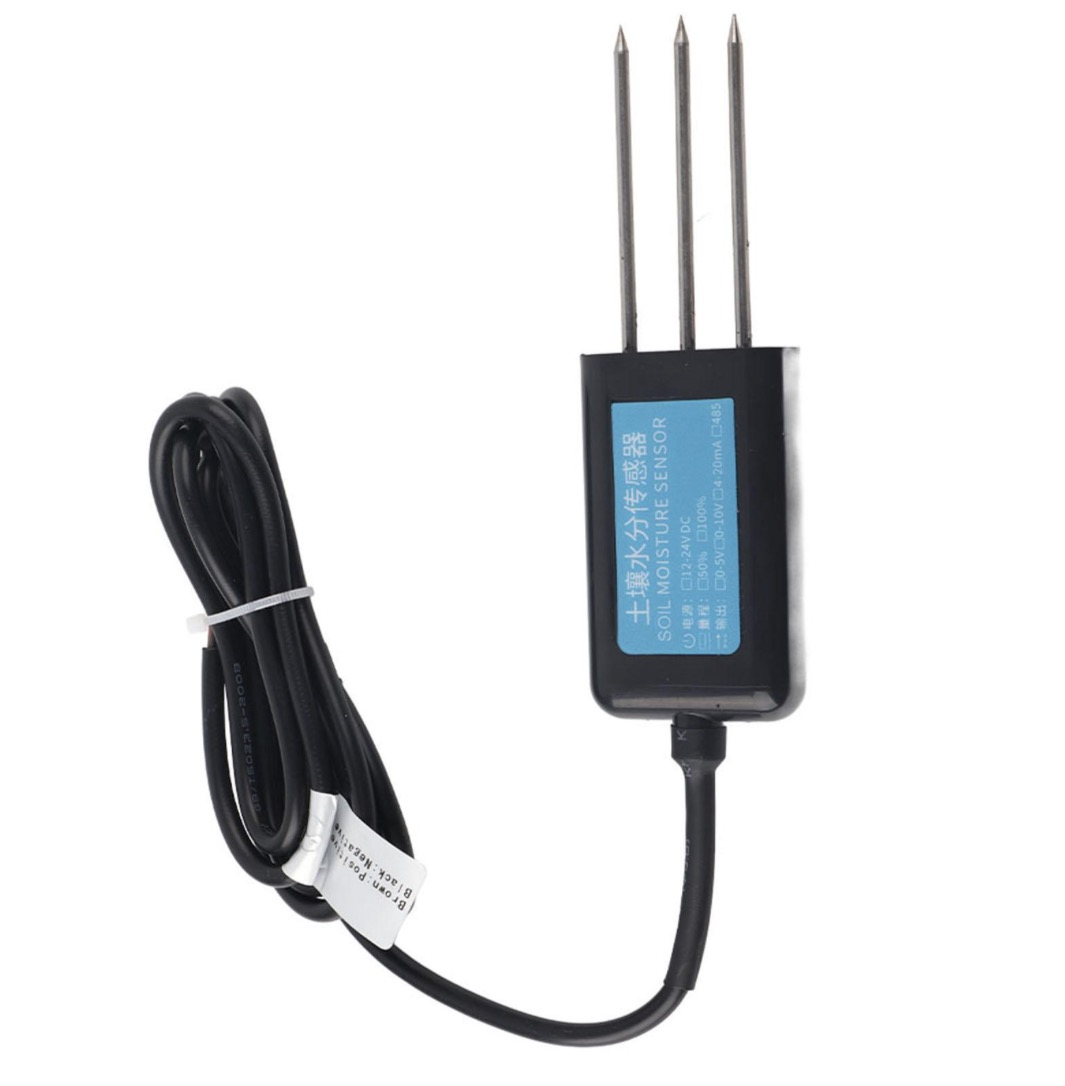 土壤水分传感器
SOIL MOISTURE SENSOR
电源：□12-24VDC
量程：□50% □100%
输出：□0-5V□0-10V□4-20mA□485
Brown:Positive
Black:Negative